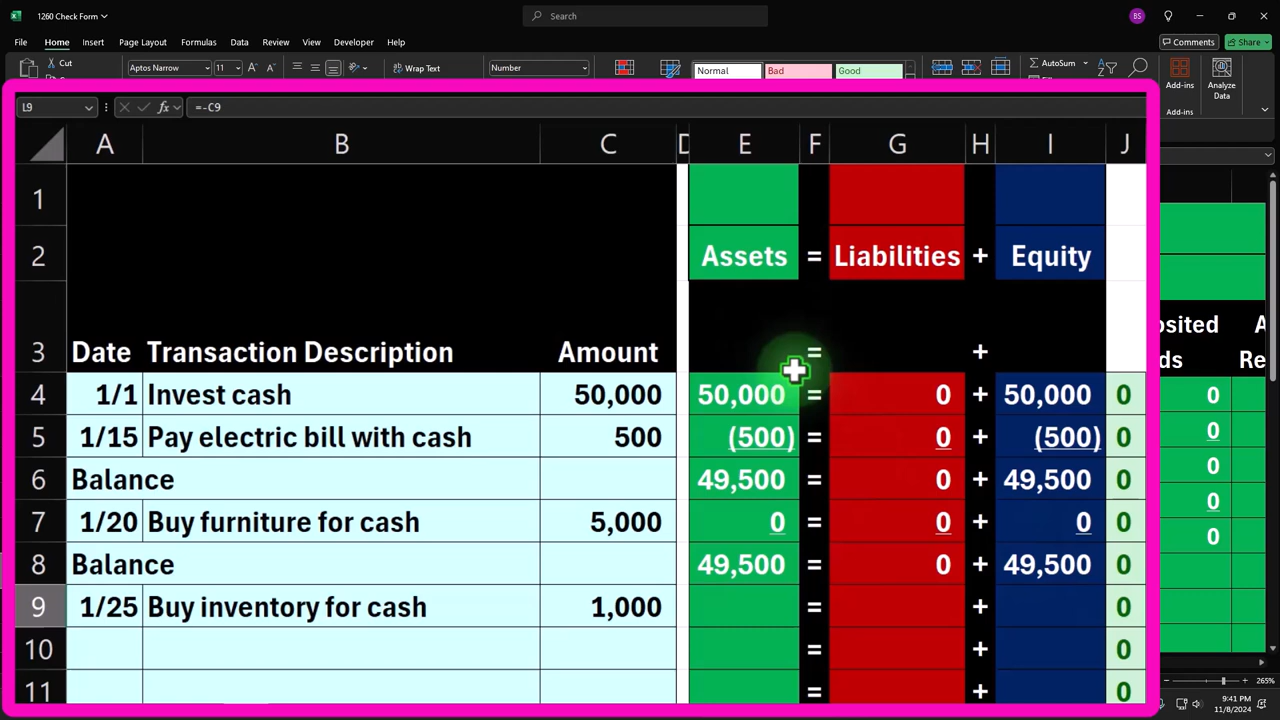 1260 Check Form
Search
BS
File Home Insert Page Layout Formulas Data Review View Developer Help
Comments Share
Cut
Aptos Narrow 11 Wrap Text Number Normal Bad Good AutoSum
Add-ins Analyze Data
Add-ins
L9 fx =-C9
A B C D E F G H I J
1
2 Assets = Liabilities + Equity
3 Date Transaction Description Amount = +
4 1/1 Invest cash 50,000 50,000 = 0 + 50,000 0
5 1/15 Pay electric bill with cash 500 (500) = 0 + (500) 0
6 Balance 49,500 = 0 + 49,500 0
7 1/20 Buy furniture for cash 5,000 0 = 0 + 0 0
8 Balance 49,500 = 0 + 49,500 0
9 1/25 Buy inventory for cash 1,000 = + 0
10 = + 0
11 = + 0
0
0
0
0
0
265%
9:41 PM
11/8/2024